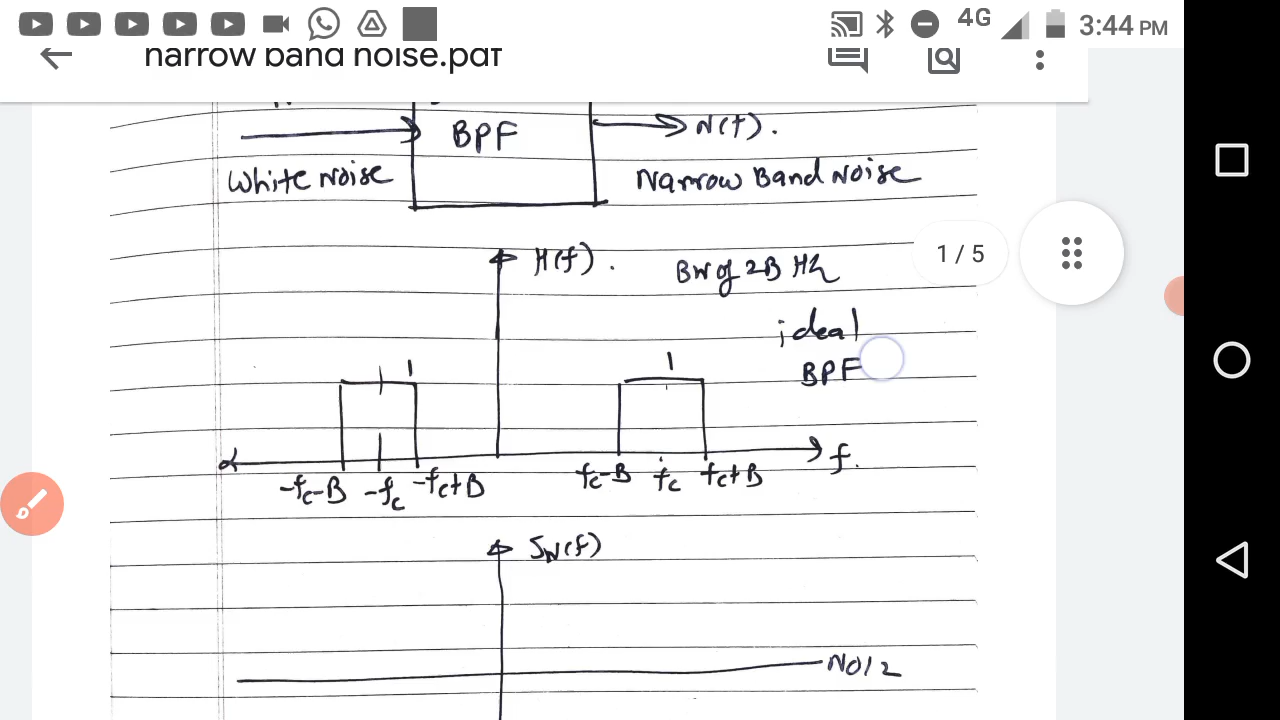 4G 3:44 PM
narrow band noise.pdf
BPF
N(t).
White Noise
Narrow Band Noise
1 / 5
H(f).
BW of 2B Hz
ideal
BPF
1
1
f.
-fc-B -fc -fc+B
fc-B fc fc+B
SN(f)
N0/2